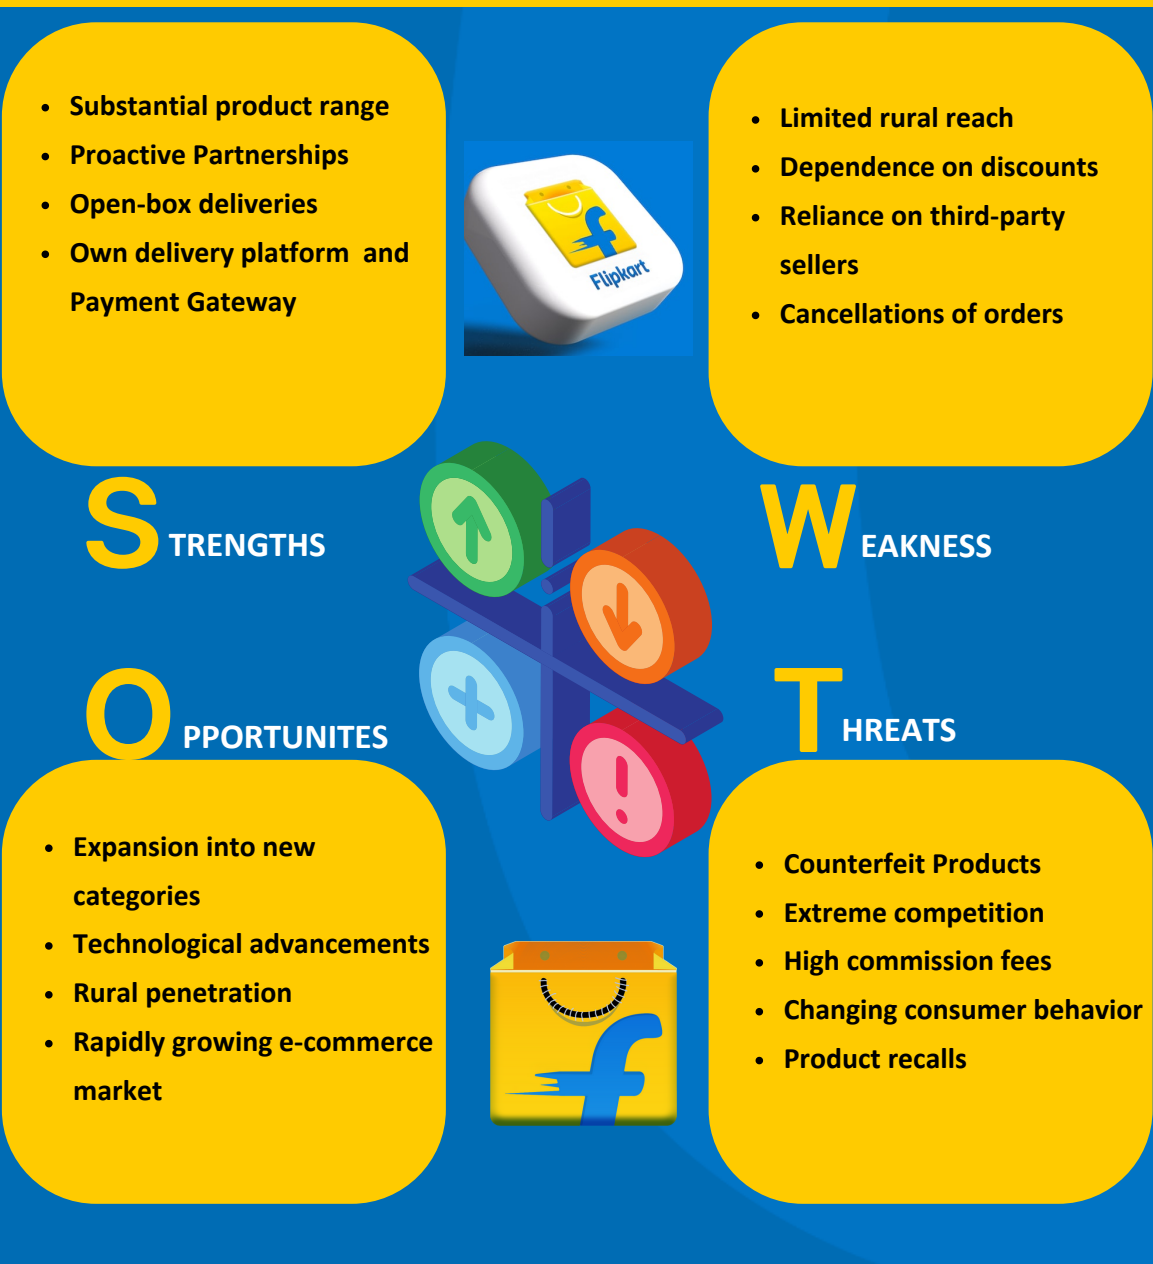 • Substantial product range
• Proactive Partnerships
• Open-box deliveries
• Own delivery platform  and
Payment Gateway
Flipkart
• Limited rural reach
• Dependence on discounts
• Reliance on third-party
sellers
• Cancellations of orders
STRENGTHS
WEAKNESS
OPPORTUNITES
THREATS
• Expansion into new
categories
• Technological advancements
• Rural penetration
• Rapidly growing e-commerce
market
f
• Counterfeit Products
• Extreme competition
• High commission fees
• Changing consumer behavior
• Product recalls